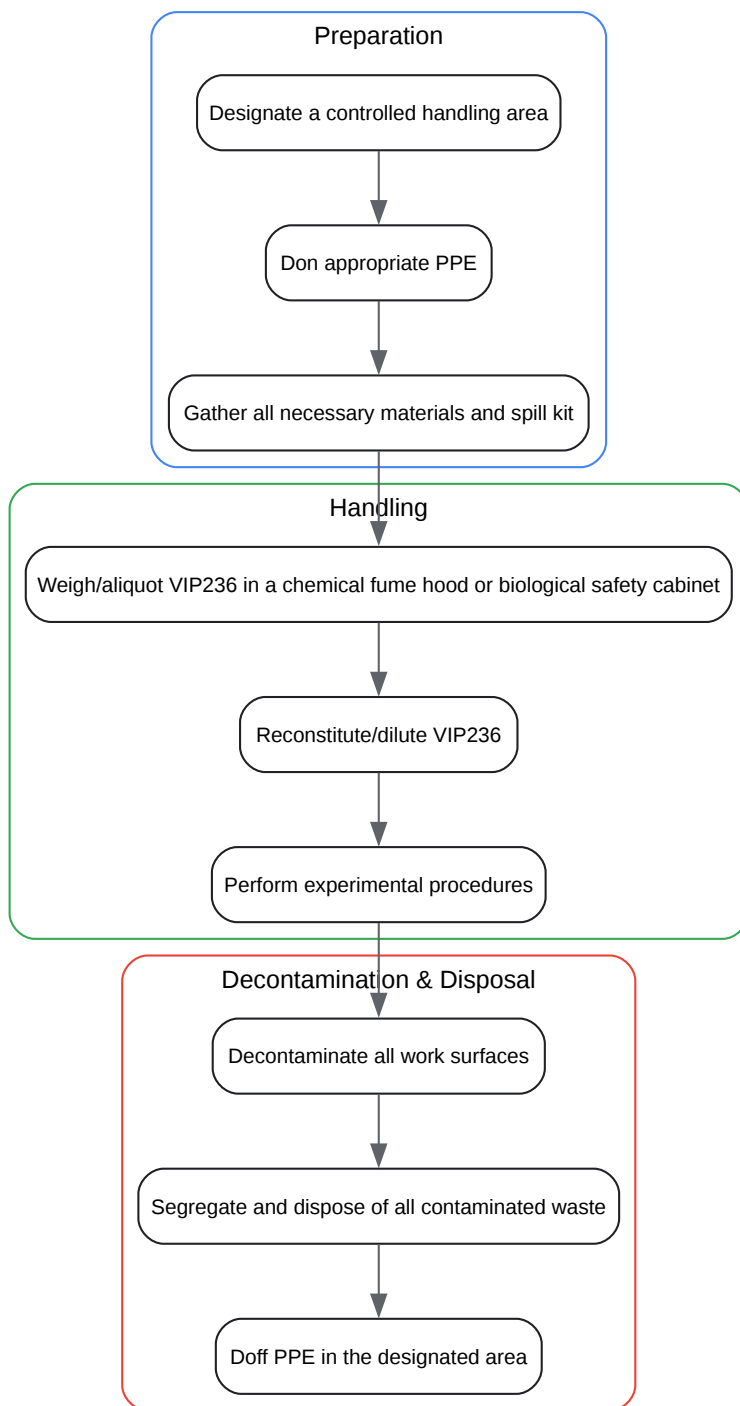 Preparation
Designate a controlled handling area
Don appropriate PPE
Gather all necessary materials and spill kit
Handling
Weigh/aliquot VIP236 in a chemical fume hood or biological safety cabinet
Reconstitute/dilute VIP236
Perform experimental procedures
Decontamination & Disposal
Decontaminate all work surfaces
Segregate and dispose of all contaminated waste
Doff PPE in the designated area